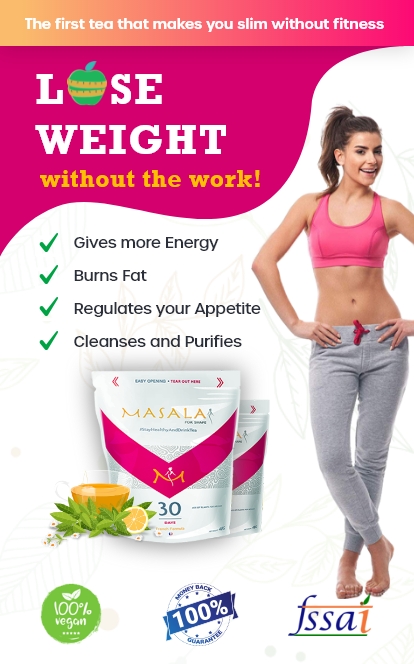 The first tea that makes you slim without fitness
LOSE
WEIGHT
without the work!
Gives more Energy
Burns Fat
Regulates your Appetite
Cleanses and Purifies
EASY OPENING • TEAR OUT HERE
MASALA
FOR SHAPE
#StayHealthyAndDrinkTea
30
DAYS
100%
vegan
MONEY BACK
100%
GUARANTEE
fssai